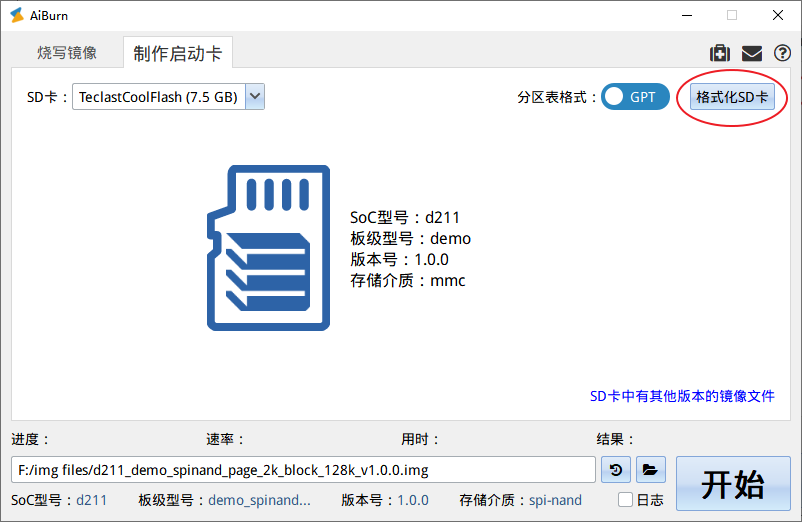 AiBurn
烧写镜像 制作启动卡
SD卡：TeclastCoolFlash (7.5 GB) 分区表格式：GPT 格式化SD卡
SoC型号：d211
板级型号：demo
版本号：1.0.0
存储介质：mmc
SD卡中有其他版本的镜像文件
进度： 速率： 用时： 结果：
F:/img files/d211_demo_spinand_page_2k_block_128k_v1.0.0.img
开始
SoC型号：d211 板级型号：demo_spinand... 版本号：1.0.0 存储介质：spi-nand 日志